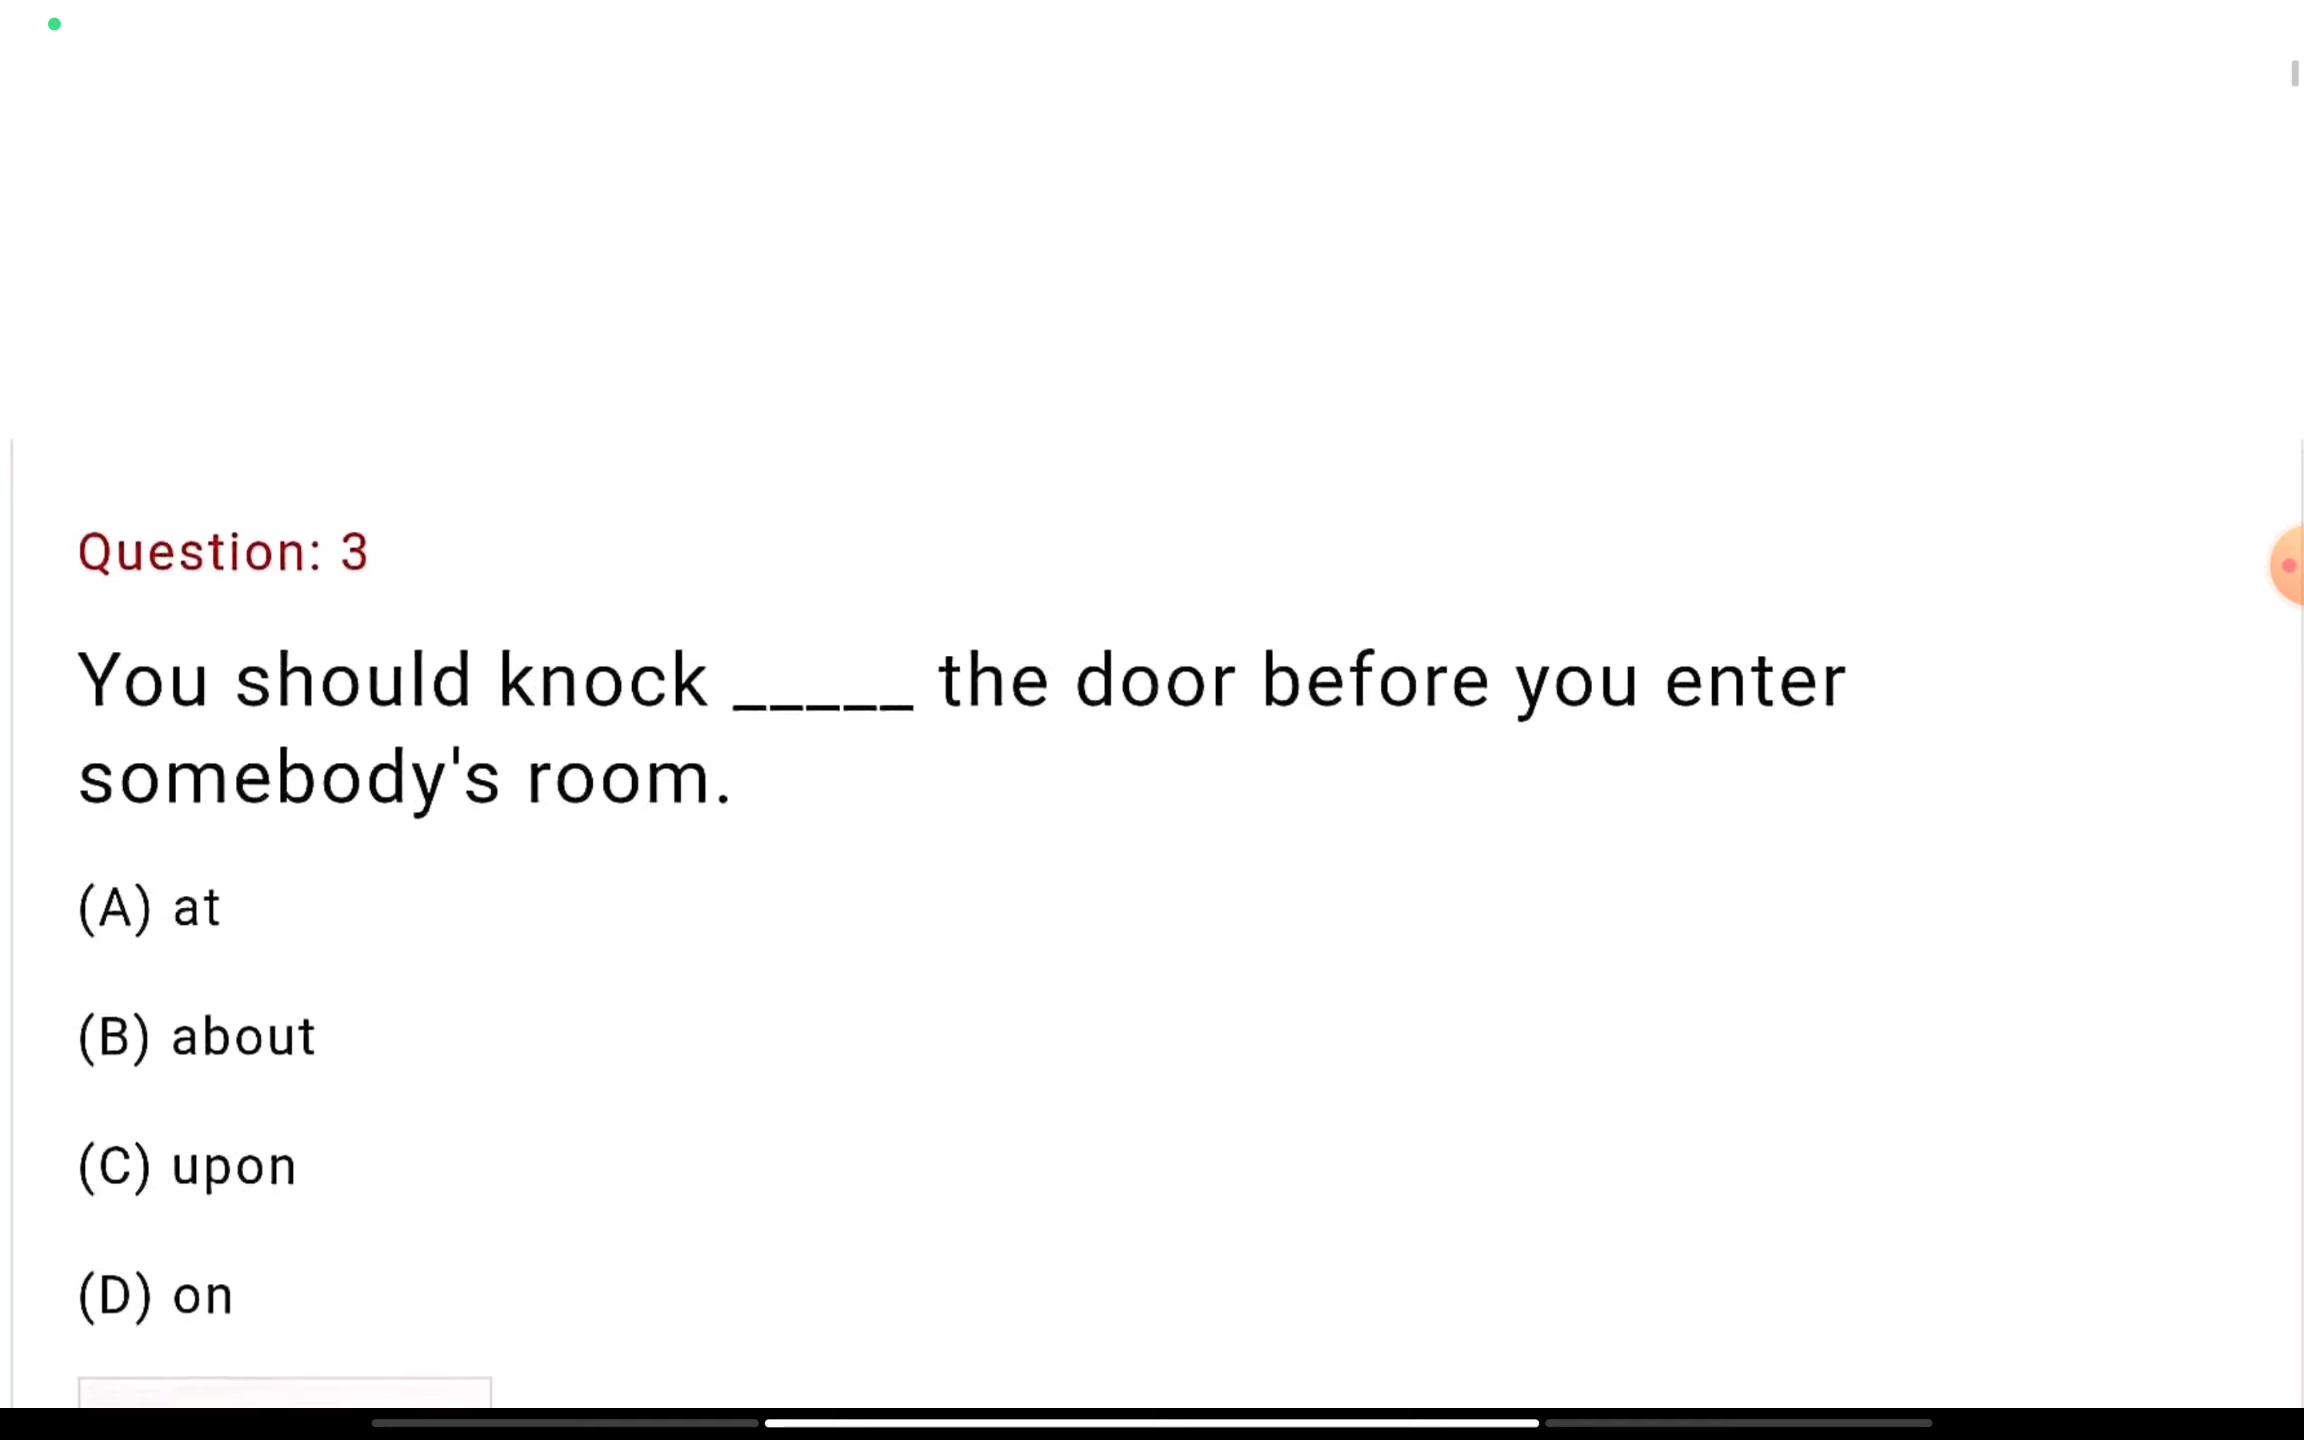 Question: 3
You should knock _____ the door before you enter
somebody's room.
(A) at
(B) about
(C) upon
(D) on